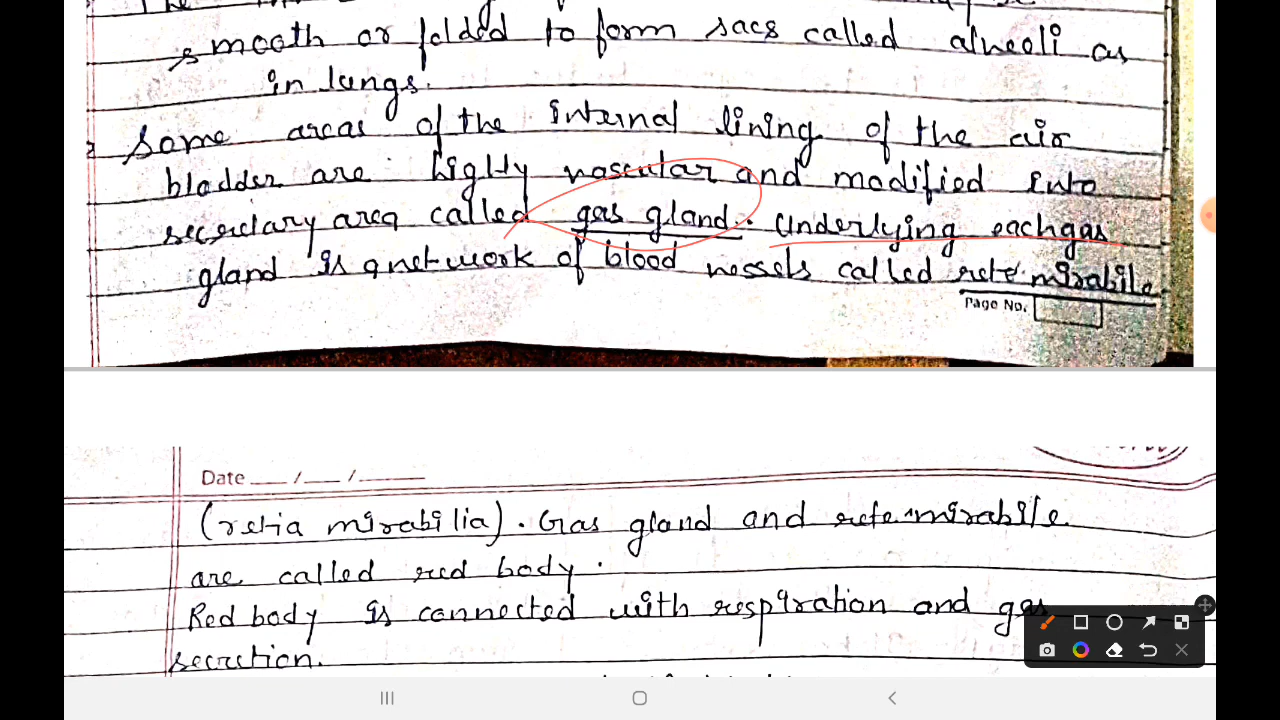 smooth or folded to form sacs called alveoli as
in lungs.
Some areas of the internal lining of the air
bladder are highly vascular and modified into
secretary area called gas gland. Underlying each gas
gland is a network of blood vessels called rete mirabile
Page No.
Date ___ / ___ / ______
(retia mirabilia). Gas gland and rete mirabile
are called red body.
Red body is connected with respiration and gas
secretion.